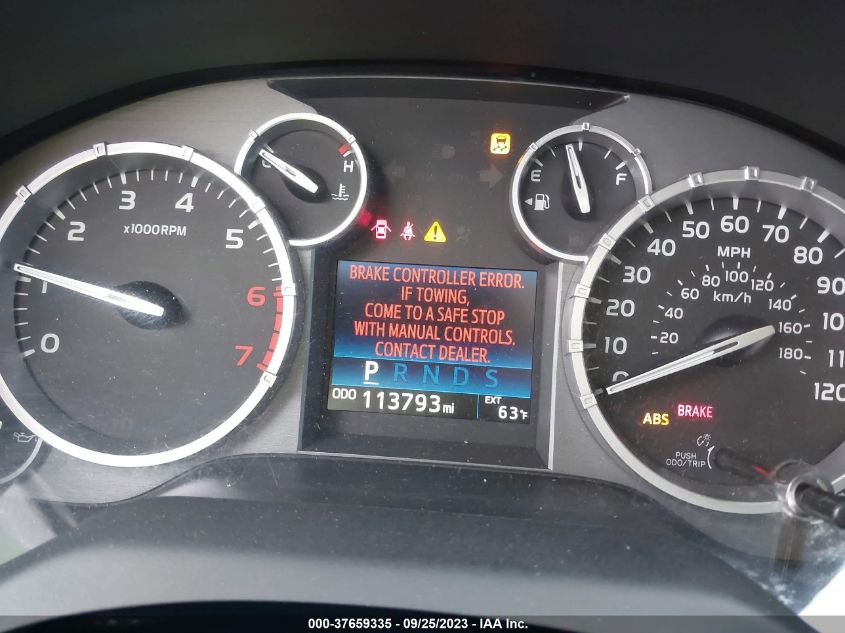 C
H
E
F
0
1
2
3
4
5
6
7
x1000RPM
BRAKE CONTROLLER ERROR.
IF TOWING,
COME TO A SAFE STOP
WITH MANUAL CONTROLS.
CONTACT DEALER.
P R N D S
ODO 113793 mi
EXT
63°F
0
10
20
30
40
50
60
70
80
90
120
MPH
km/h
20
40
60
80
100
120
140
160
180
ABS
BRAKE
PUSH
ODO/TRIP
000-37659335 - 09/25/2023 - IAA Inc.